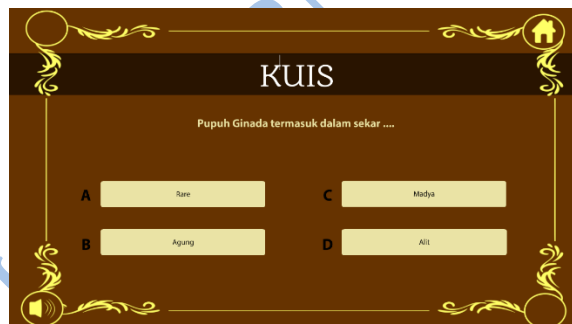 KUIS
Pupuh Ginada termasuk dalam sekar ....
A Rare
C Madya
B Agung
D Alit